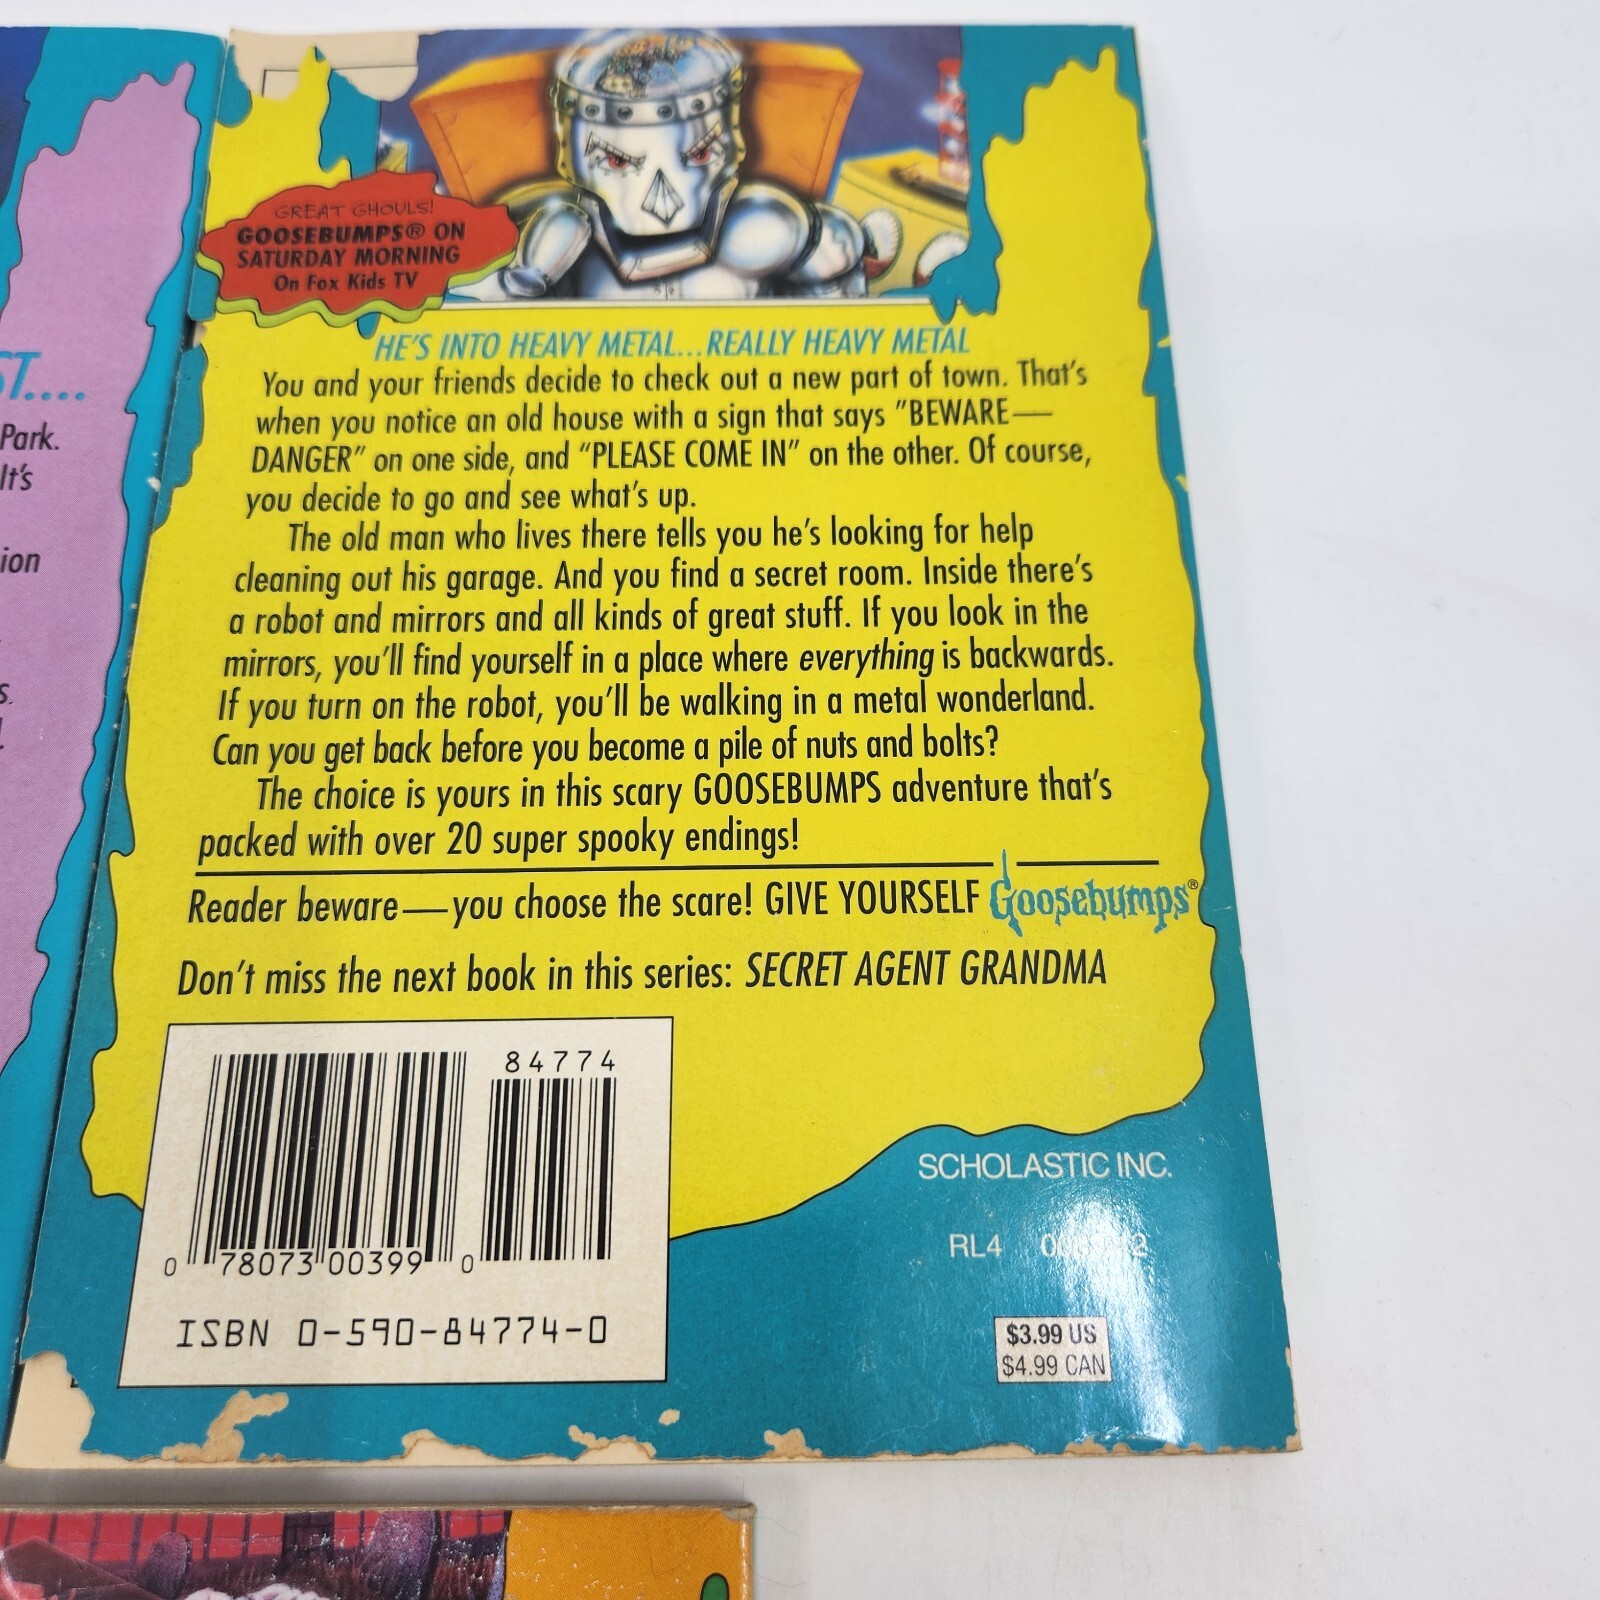 GREAT GHOULS!
GOOSEBUMPS® ON
SATURDAY MORNING
On Fox Kids TV
HE'S INTO HEAVY METAL...REALLY HEAVY METAL
You and your friends decide to check out a new part of town. That's
when you notice an old house with a sign that says "BEWARE—
DANGER" on one side, and "PLEASE COME IN" on the other. Of course,
you decide to go and see what's up.
The old man who lives there tells you he's looking for help
cleaning out his garage. And you find a secret room. Inside there's
a robot and mirrors and all kinds of great stuff. If you look in the
mirrors, you'll find yourself in a place where everything is backwards.
If you turn on the robot, you'll be walking in a metal wonderland.
Can you get back before you become a pile of nuts and bolts?
The choice is yours in this scary GOOSEBUMPS adventure that's
packed with over 20 super spooky endings!
Reader beware—you choose the scare! GIVE YOURSELF Goosebumps®
Don't miss the next book in this series: SECRET AGENT GRANDMA
84774
0 78073 00399 0
ISBN 0-590-84774-0
SCHOLASTIC INC.
RL4
$3.99 US
$4.99 CAN
Park.
It's